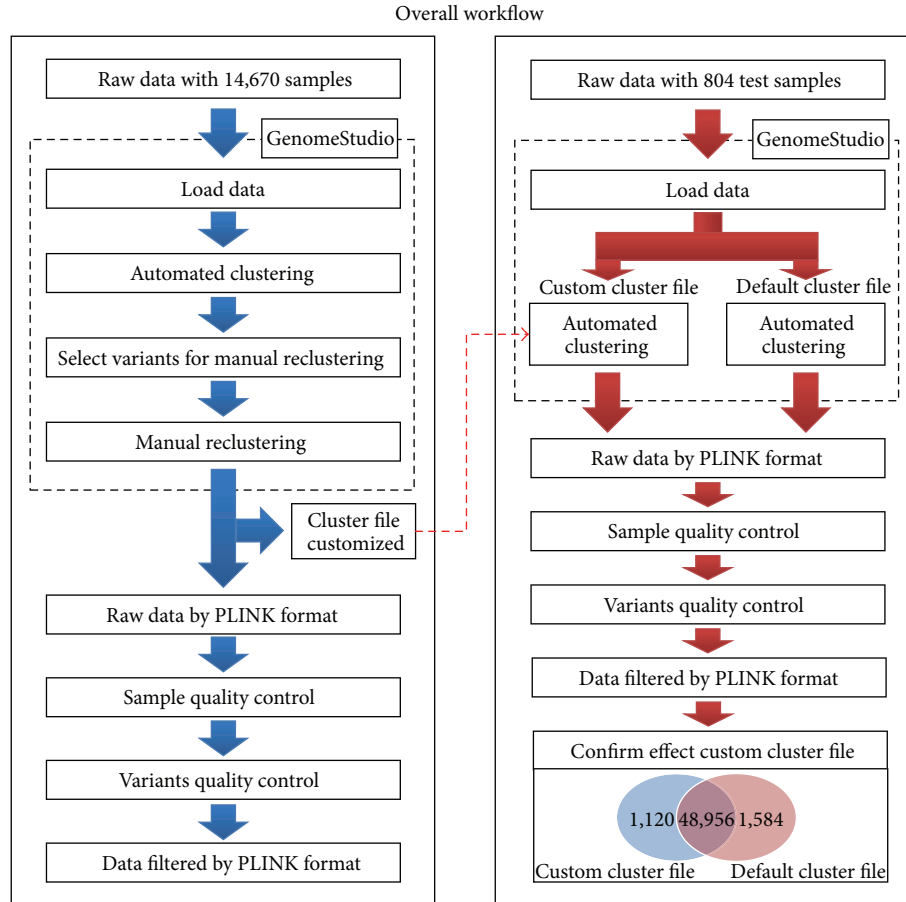 Overall workflow
Raw data with 14,670 samples
GenomeStudio
Load data
Automated clustering
Select variants for manual reclustering
Manual reclustering
Cluster file
customized
Raw data by PLINK format
Sample quality control
Variants quality control
Data filtered by PLINK format
Raw data with 804 test samples
GenomeStudio
Load data
Custom cluster file
Default cluster file
Automated
clustering
Automated
clustering
Raw data by PLINK format
Sample quality control
Variants quality control
Data filtered by PLINK format
Confirm effect custom cluster file
1,120 48,956 1,584
Custom cluster file
Default cluster file